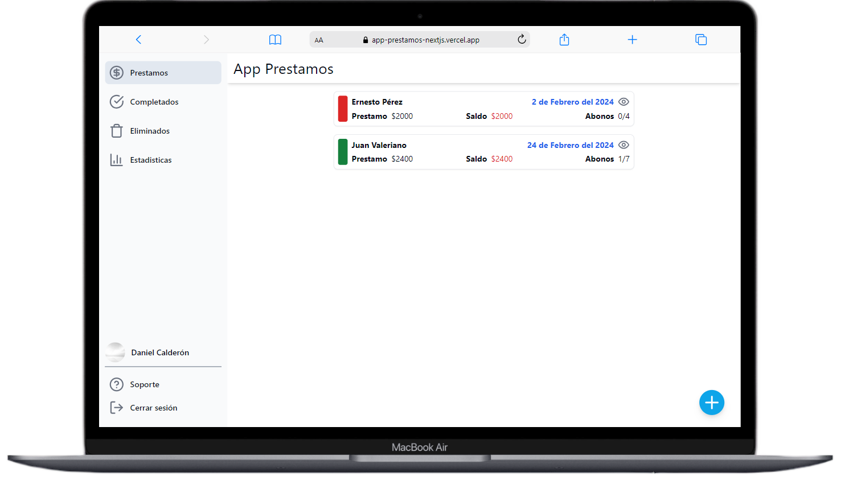 AA app-prestamos-nextjs.vercel.app
Prestamos
Completados
Eliminados
Estadísticas
Daniel Calderón
Soporte
Cerrar sesión
App Prestamos
Ernesto Pérez 2 de Febrero del 2024
Prestamo $2000 Saldo $2000 Abonos 0/4
Juan Valeriano 24 de Febrero del 2024
Prestamo $2400 Saldo $2400 Abonos 1/7
MacBook Air